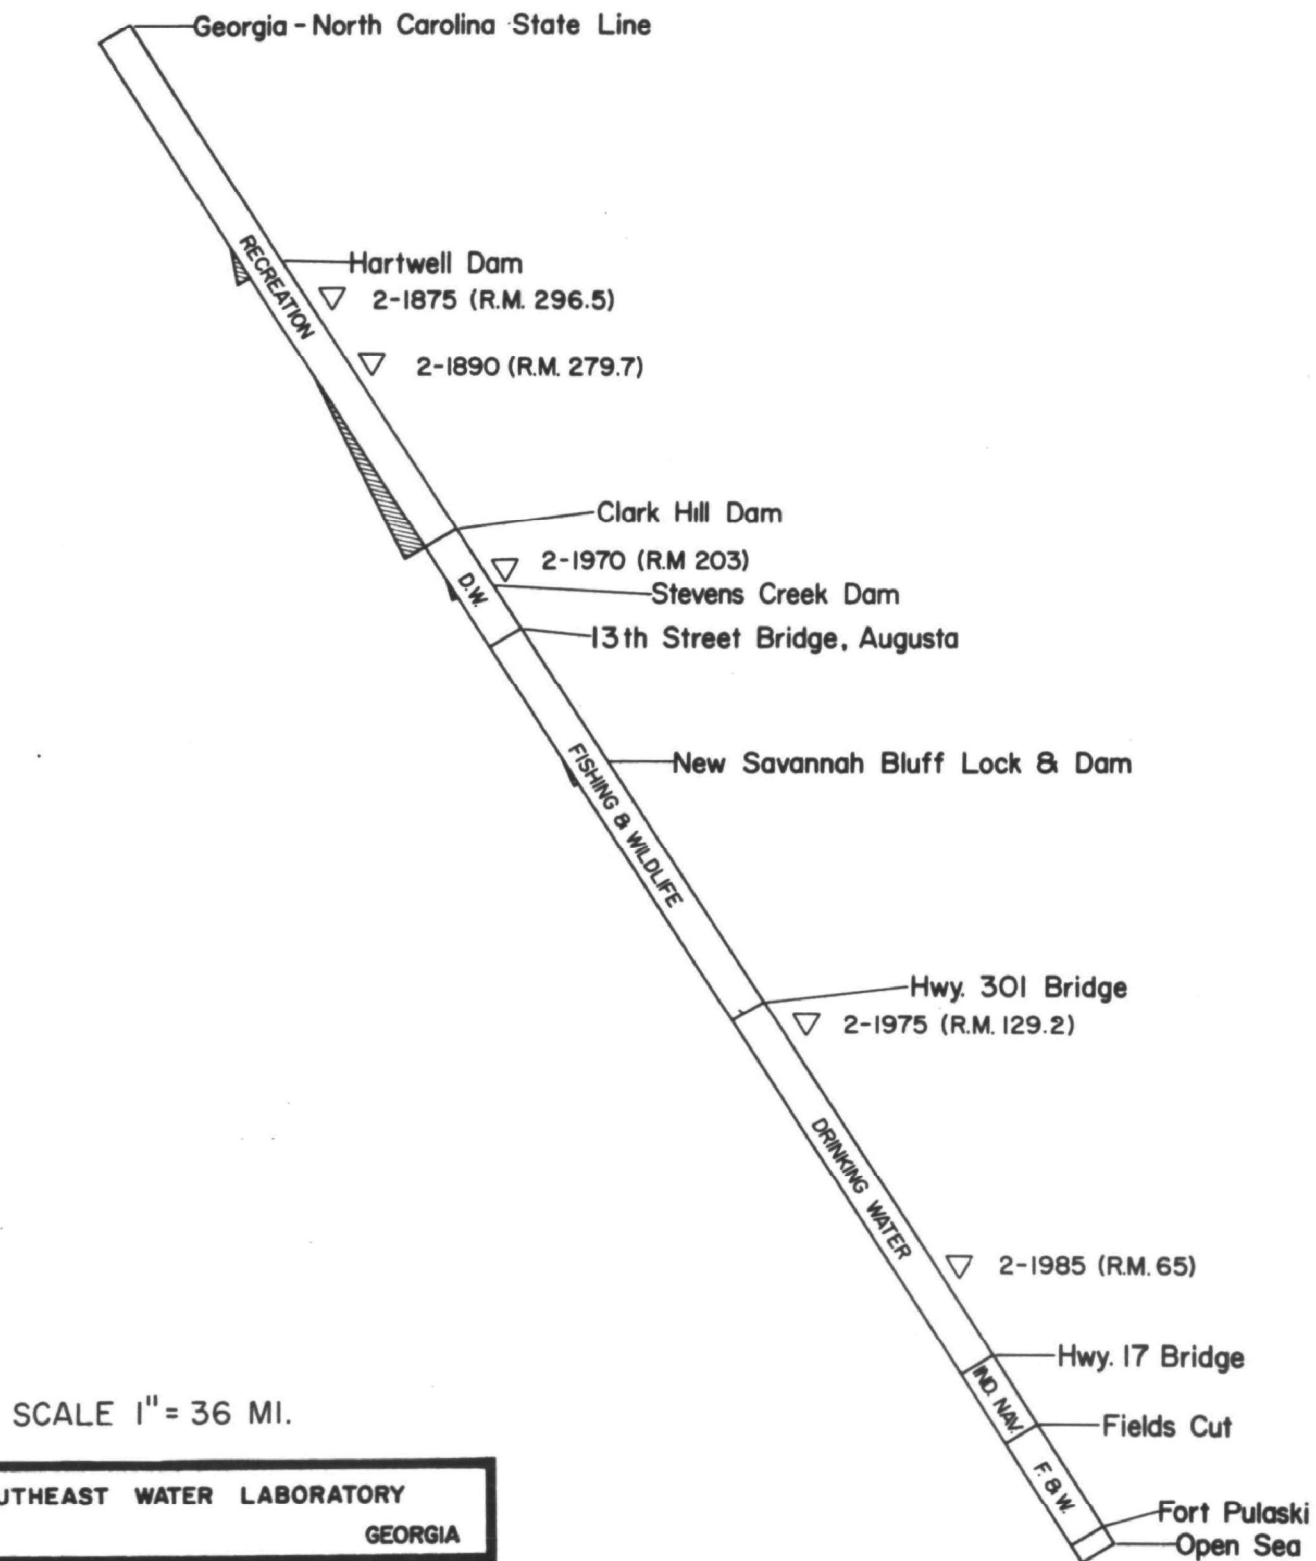 Georgia - North Carolina State Line
RECREATION
Hartwell Dam
2-1875 (R.M. 296.5)
2-1890 (R.M. 279.7)
Clark Hill Dam
2-1970 (R.M 203)
D.W.
Stevens Creek Dam
13th Street Bridge, Augusta
FISHING & WILDLIFE
New Savannah Bluff Lock & Dam
Hwy. 301 Bridge
2-1975 (R.M. 129.2)
DRINKING WATER
2-1985 (R.M. 65)
Hwy. 17 Bridge
IND. NAV.
SCALE 1" = 36 MI.
Fields Cut
F. & W.
WATER LABORATORY
GEORGIA
Fort Pulaski
Open Sea